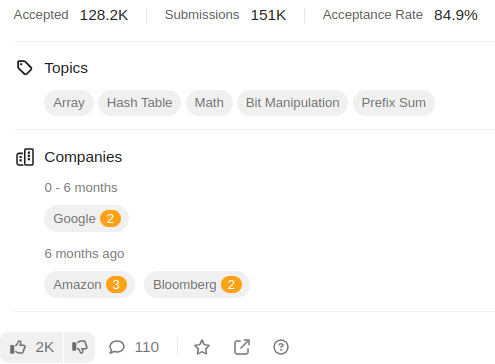 Accepted 128.2K Submissions 151K Acceptance Rate 84.9%
Topics
Array Hash Table Math Bit Manipulation Prefix Sum
Companies
0 - 6 months
Google 2
6 months ago
Amazon 3 Bloomberg 2
2K 110